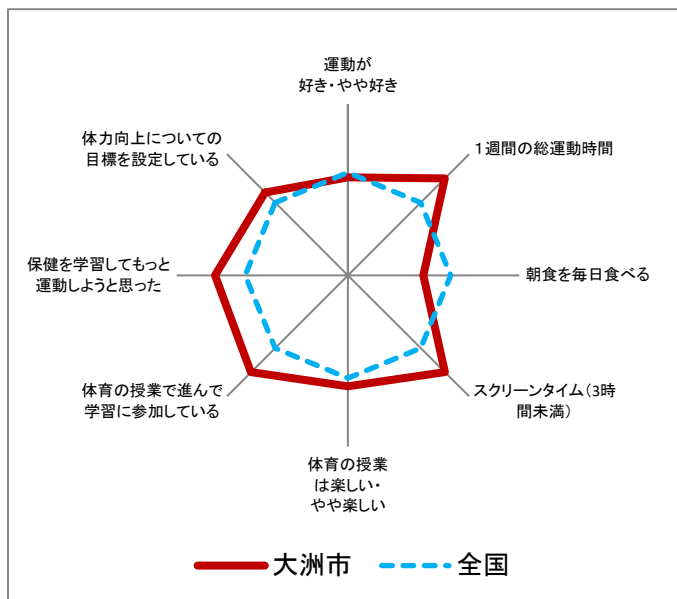 運動が
好き・やや好き
１週間の総運動時間
朝食を毎日食べる
スクリーンタイム（3時
間未満）
体育の授業
は楽しい・
やや楽しい
体育の授業で進んで
学習に参加している
保健を学習してもっと
運動しようと思った
体力向上についての
目標を設定している
大洲市
全国